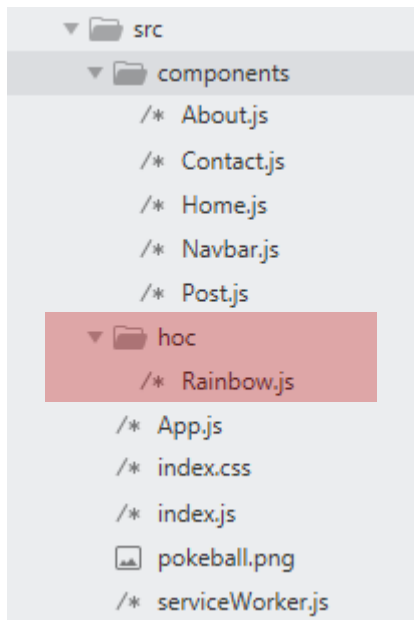 src
components
/* About.js
/* Contact.js
/* Home.js
/* Navbar.js
/* Post.js
hoc
/* Rainbow.js
/* App.js
/* index.css
/* index.js
pokeball.png
/* serviceWorker.js